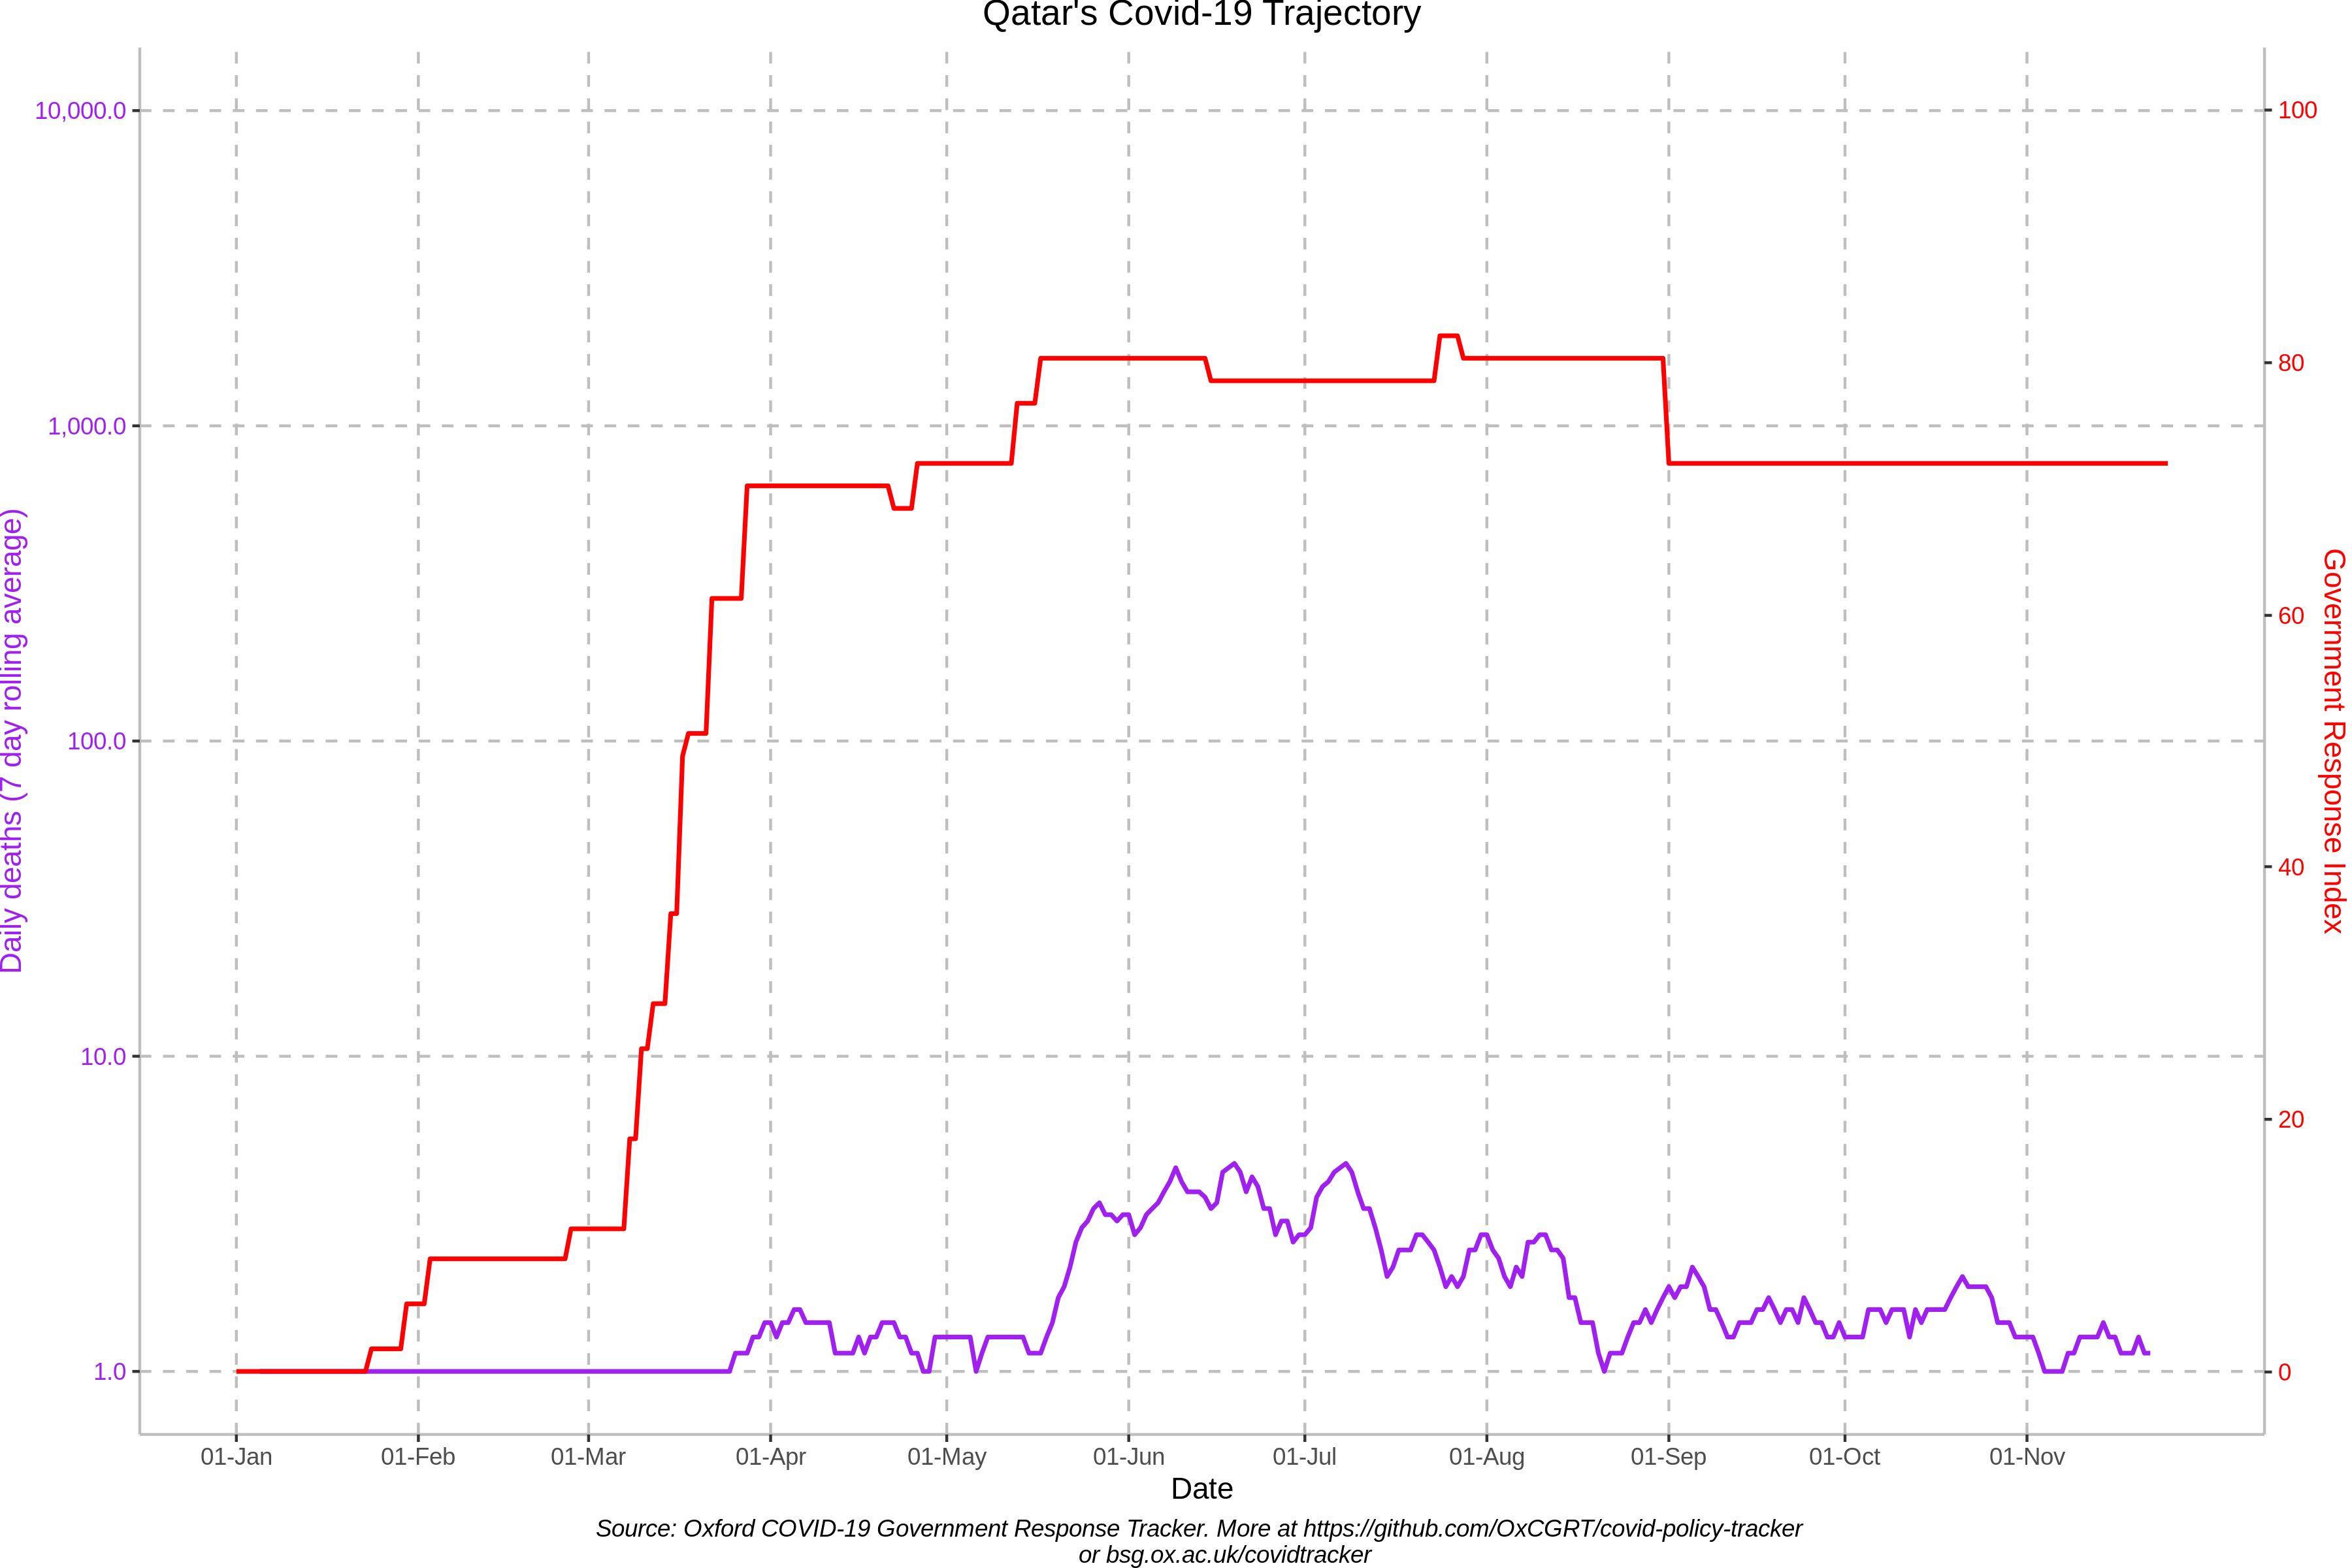 Qatar's Covid-19 Trajectory
10,000.0
1,000.0
100.0
10.0
1.0
Daily deaths (7 day rolling average)
100
80
60
40
20
0
Government Response Index
01-Jan 01-Feb 01-Mar 01-Apr 01-May 01-Jun 01-Jul 01-Aug 01-Sep 01-Oct 01-Nov
Date
Source: Oxford COVID-19 Government Response Tracker. More at https://github.com/OxCGRT/covid-policy-tracker
or bsg.ox.ac.uk/covidtracker